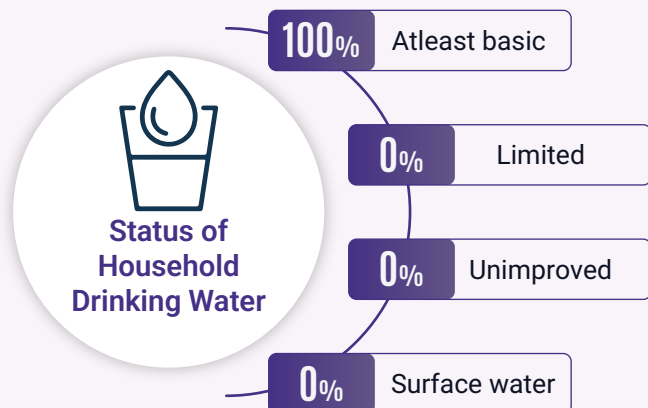 100% Atleast basic
0% Limited
Status of
Household
Drinking Water
0% Unimproved
0% Surface water